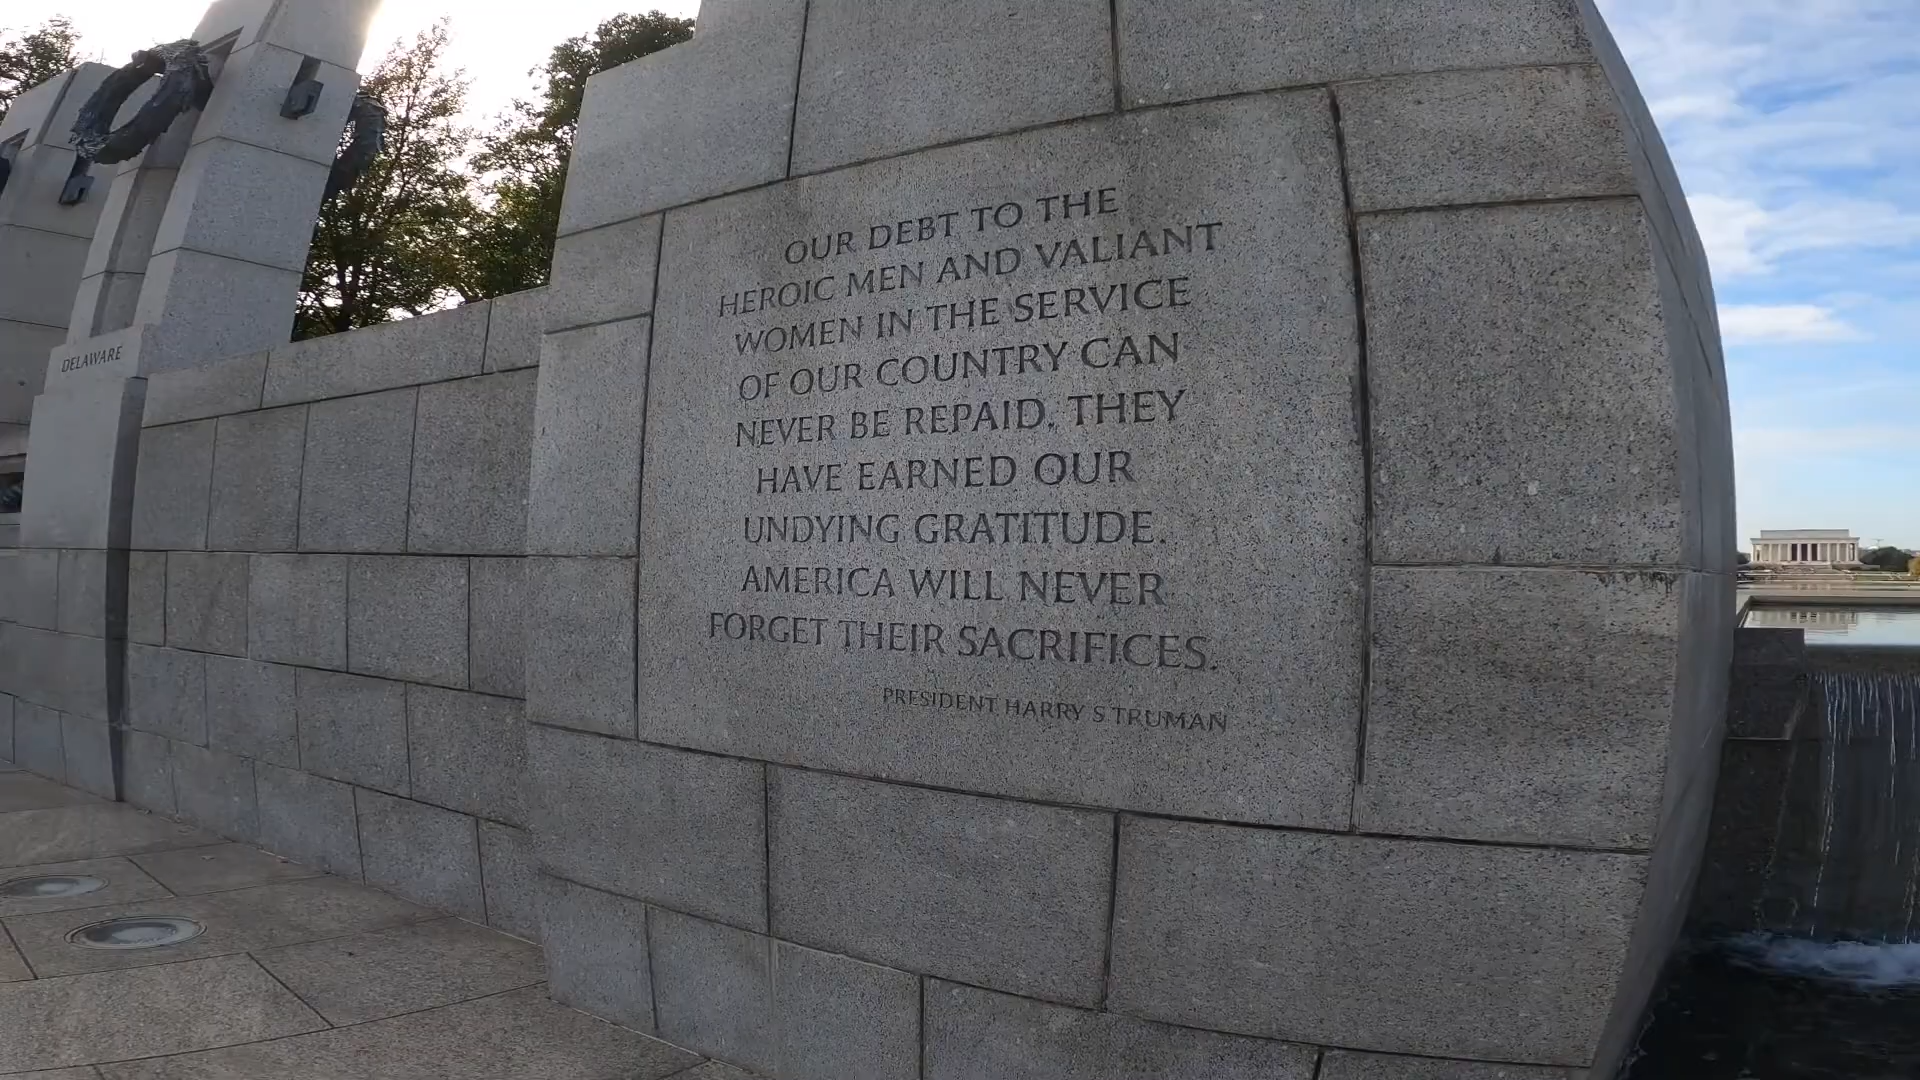 DELAWARE
OUR DEBT TO THE
HEROIC MEN AND VALIANT
WOMEN IN THE SERVICE
OF OUR COUNTRY CAN
NEVER BE REPAID. THEY
HAVE EARNED OUR
UNDYING GRATITUDE.
AMERICA WILL NEVER
FORGET THEIR SACRIFICES.
PRESIDENT HARRY S TRUMAN